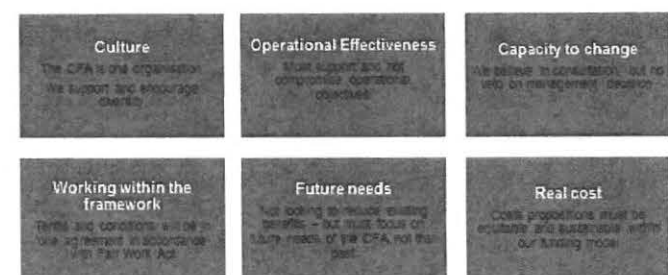 Culture
The CFA is one organisation
We support and encourage
diversity
Operational Effectiveness
Must support and not
compromise operational
objectives
Capacity to change
We believe in consultation, but no
veto on management decision
Working within the
framework
Terms and conditions will be in
one agreement in accordance
with Fair Work Act
Future needs
Not looking to reduce existing
benefits – but must focus on
future needs of the CFA not the
past
Real cost
Costs propositions must be
equitable and sustainable within
our funding model